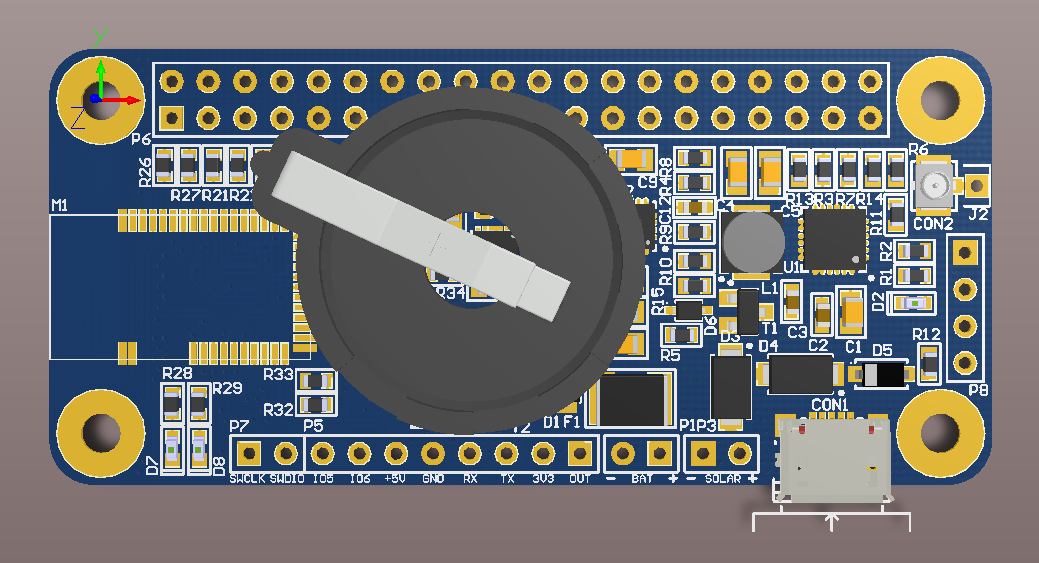 P6
R26
R27
R21
M1
R28
R29
R33
R32
D7
D8
P7
P5
SWCLK
SWDIO
IO5
IO6
+5V
GND
RX
TX
3V3
OUT
- BAT +
- SOLAR +
R34
C9
R8
R4
C12
R9
R10
R15
R5
D6
D3
D4
T1
L1
U1
C4
C5
R13
R3
R7
R14
R6
R11
CON2
J2
R2
R1
D2
C3
C2
C1
R12
D5
CON1
P8
D1
F1
P1
P3